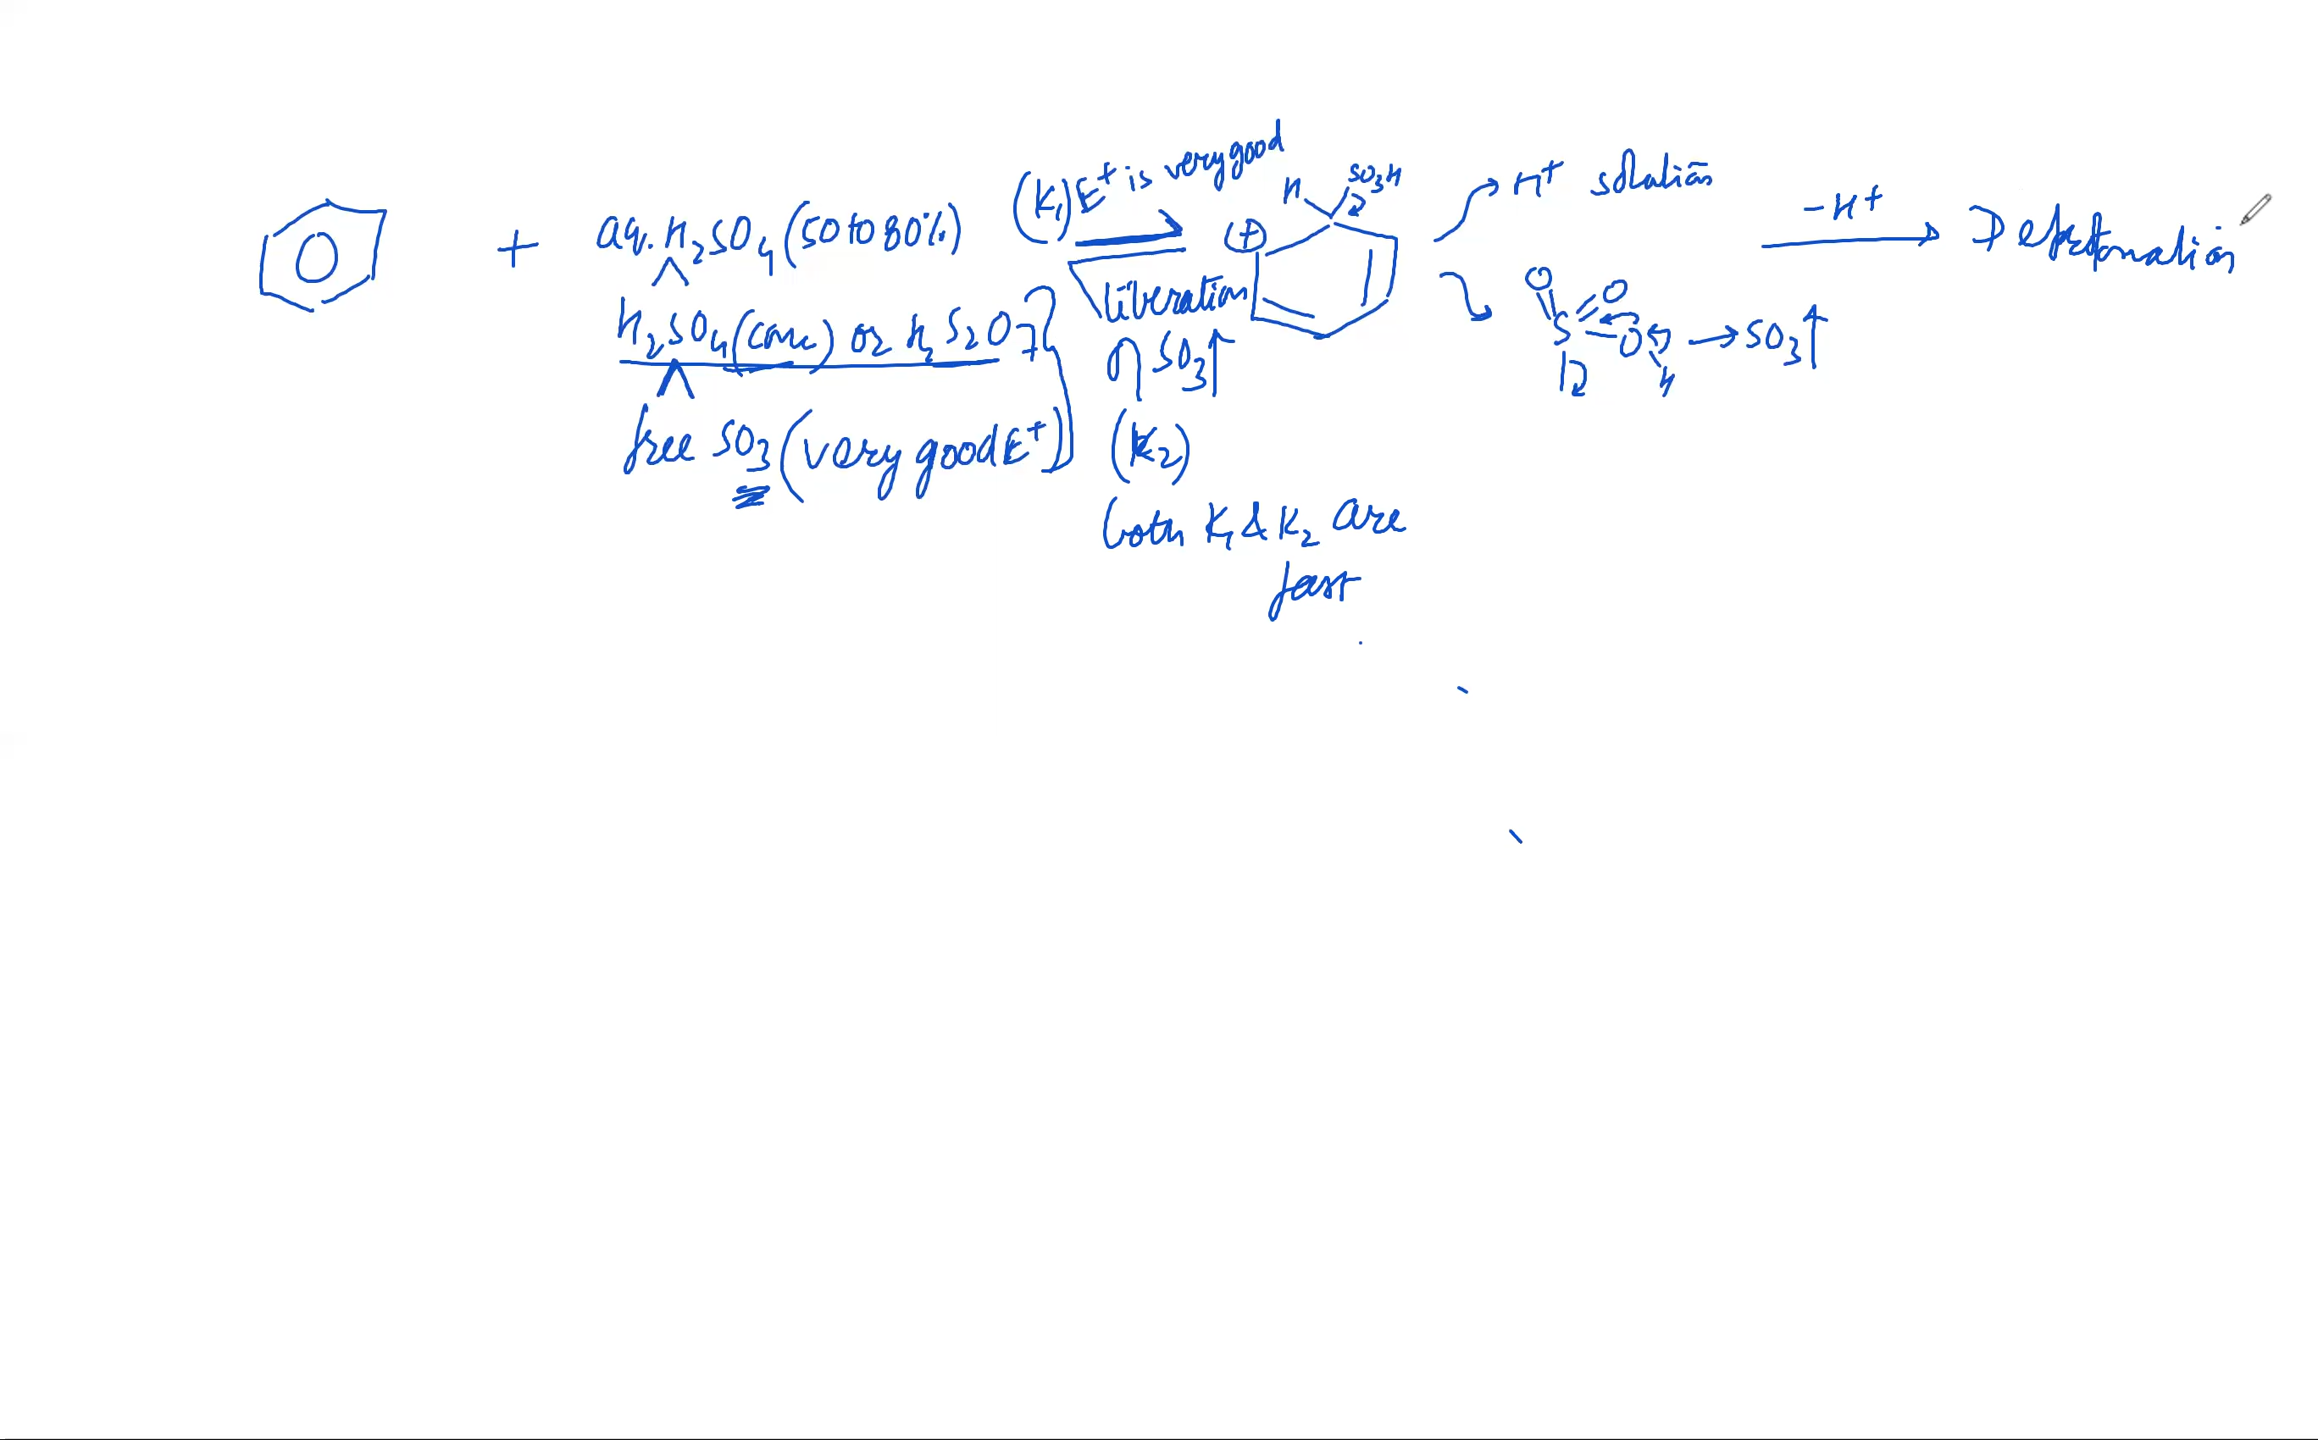 (K₁) E⁺ is very good
+ aq. H₂SO₄ (50 to 80%)
H SO₃H
(+)
H⁺ solution
-H⁺
Deprotonation
H₂SO₄ (conc) or H₂S₂O₇}
liberation
of SO₃↑
O O
S O → SO₃↑
H
free SO₃ (very good E⁺)
(K₂)
both K₁ & K₂ are
fast